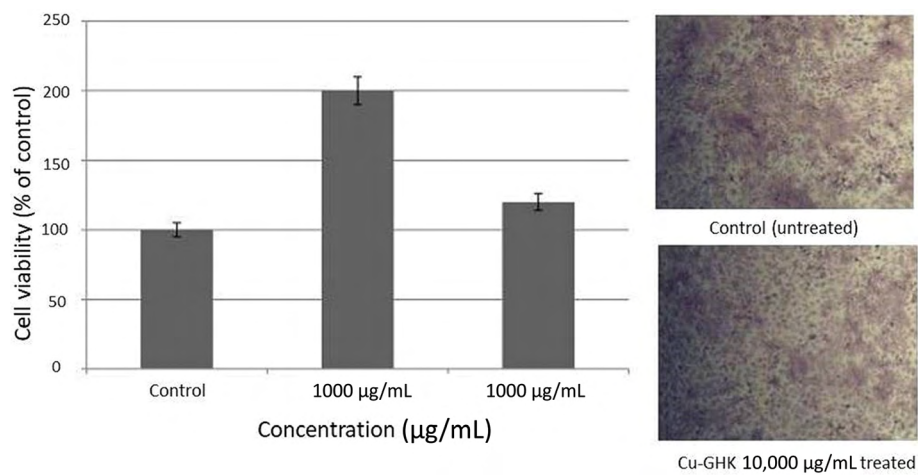 Cell viability (% of control)
250
200
150
100
50
0
Control
1000 µg/mL
1000 µg/mL
Concentration (µg/mL)
Control (untreated)
Cu-GHK 10,000 µg/mL treated